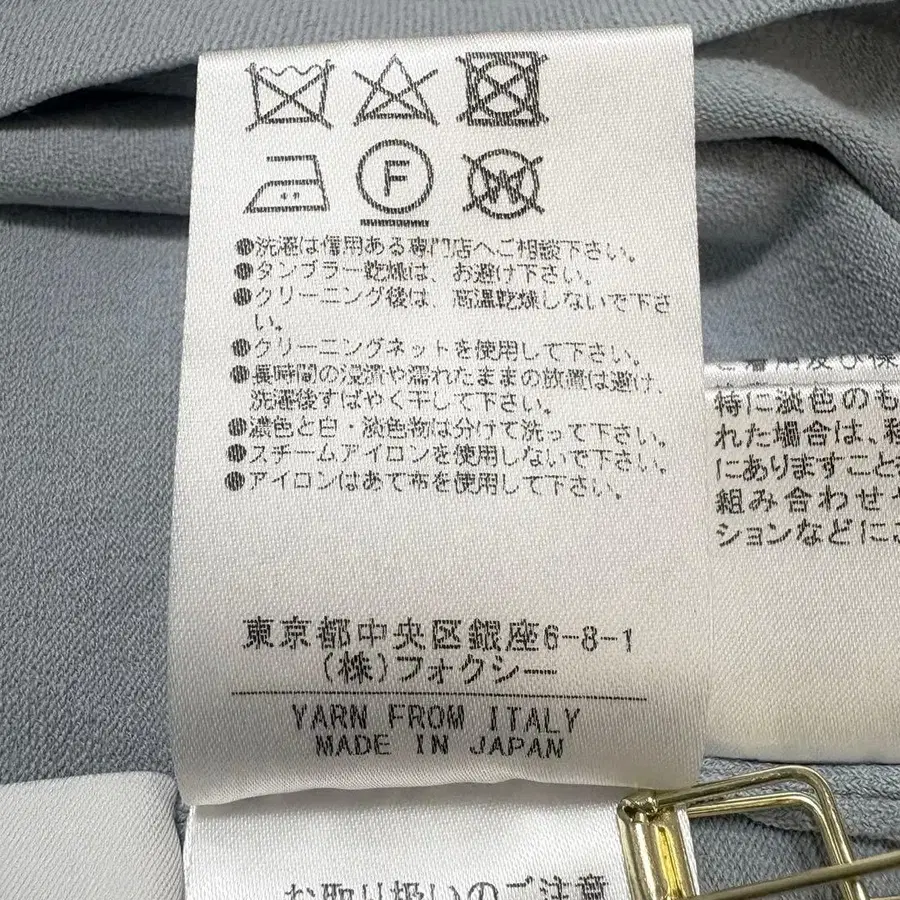 F
W
●洗濯は信用ある専門店へご相談下さい。
●タンブラー乾燥は、お避け下さい。
●クリーニング後は、高温乾燥しないで下さ
い。
●クリーニングネットを使用して下さい。
●長時間の浸漬や濡れたままの放置は避け、
洗濯後すばやく干して下さい。
●濃色と白・淡色物は分けて洗って下さい。
●スチームアイロンを使用しないで下さい。
●アイロンはあて布を使用して下さい。
東京都中央区銀座6-8-1
(株)フォクシー
YARN FROM ITALY
MADE IN JAPAN
特に淡色のも
れた場合は、移
にありますこと
組み合わせや
ションなどにご
お取り扱いのご注意